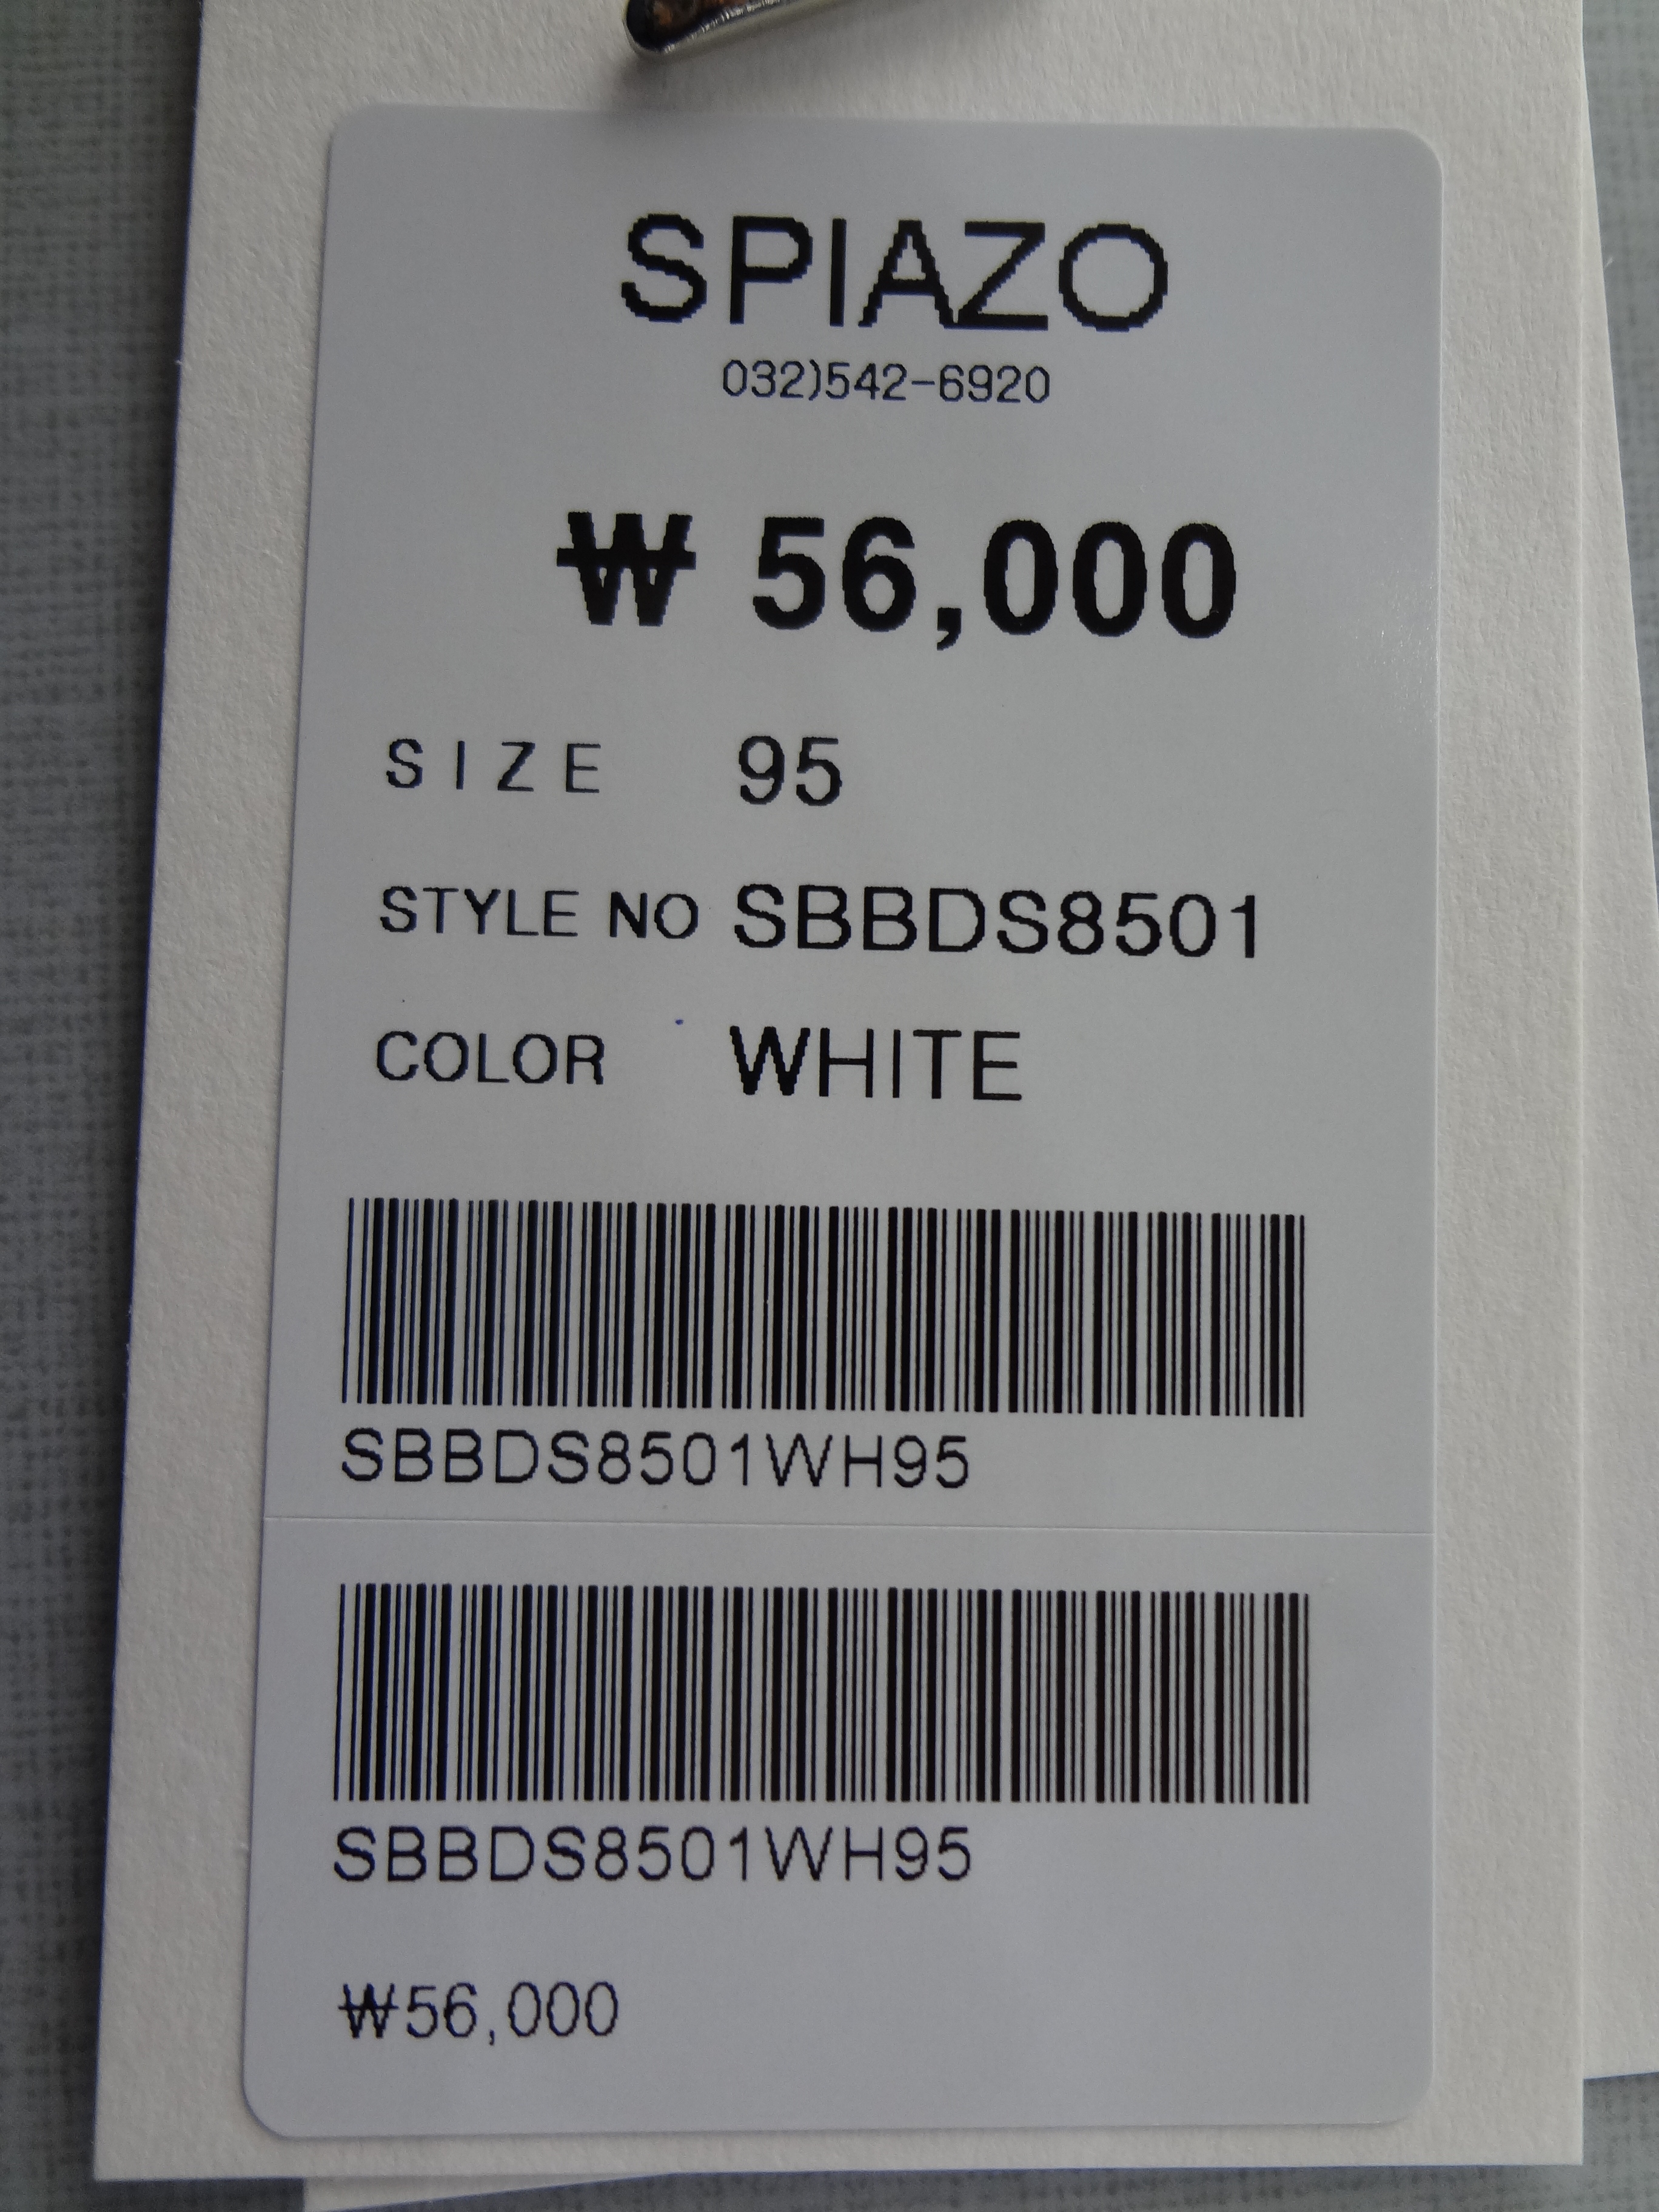 SPIAZO
032)542-6920
₩ 56,000
SIZE 95
STYLE NO SBBDS8501
COLOR WHITE
SBBDS8501WH95
SBBDS8501WH95
₩56,000